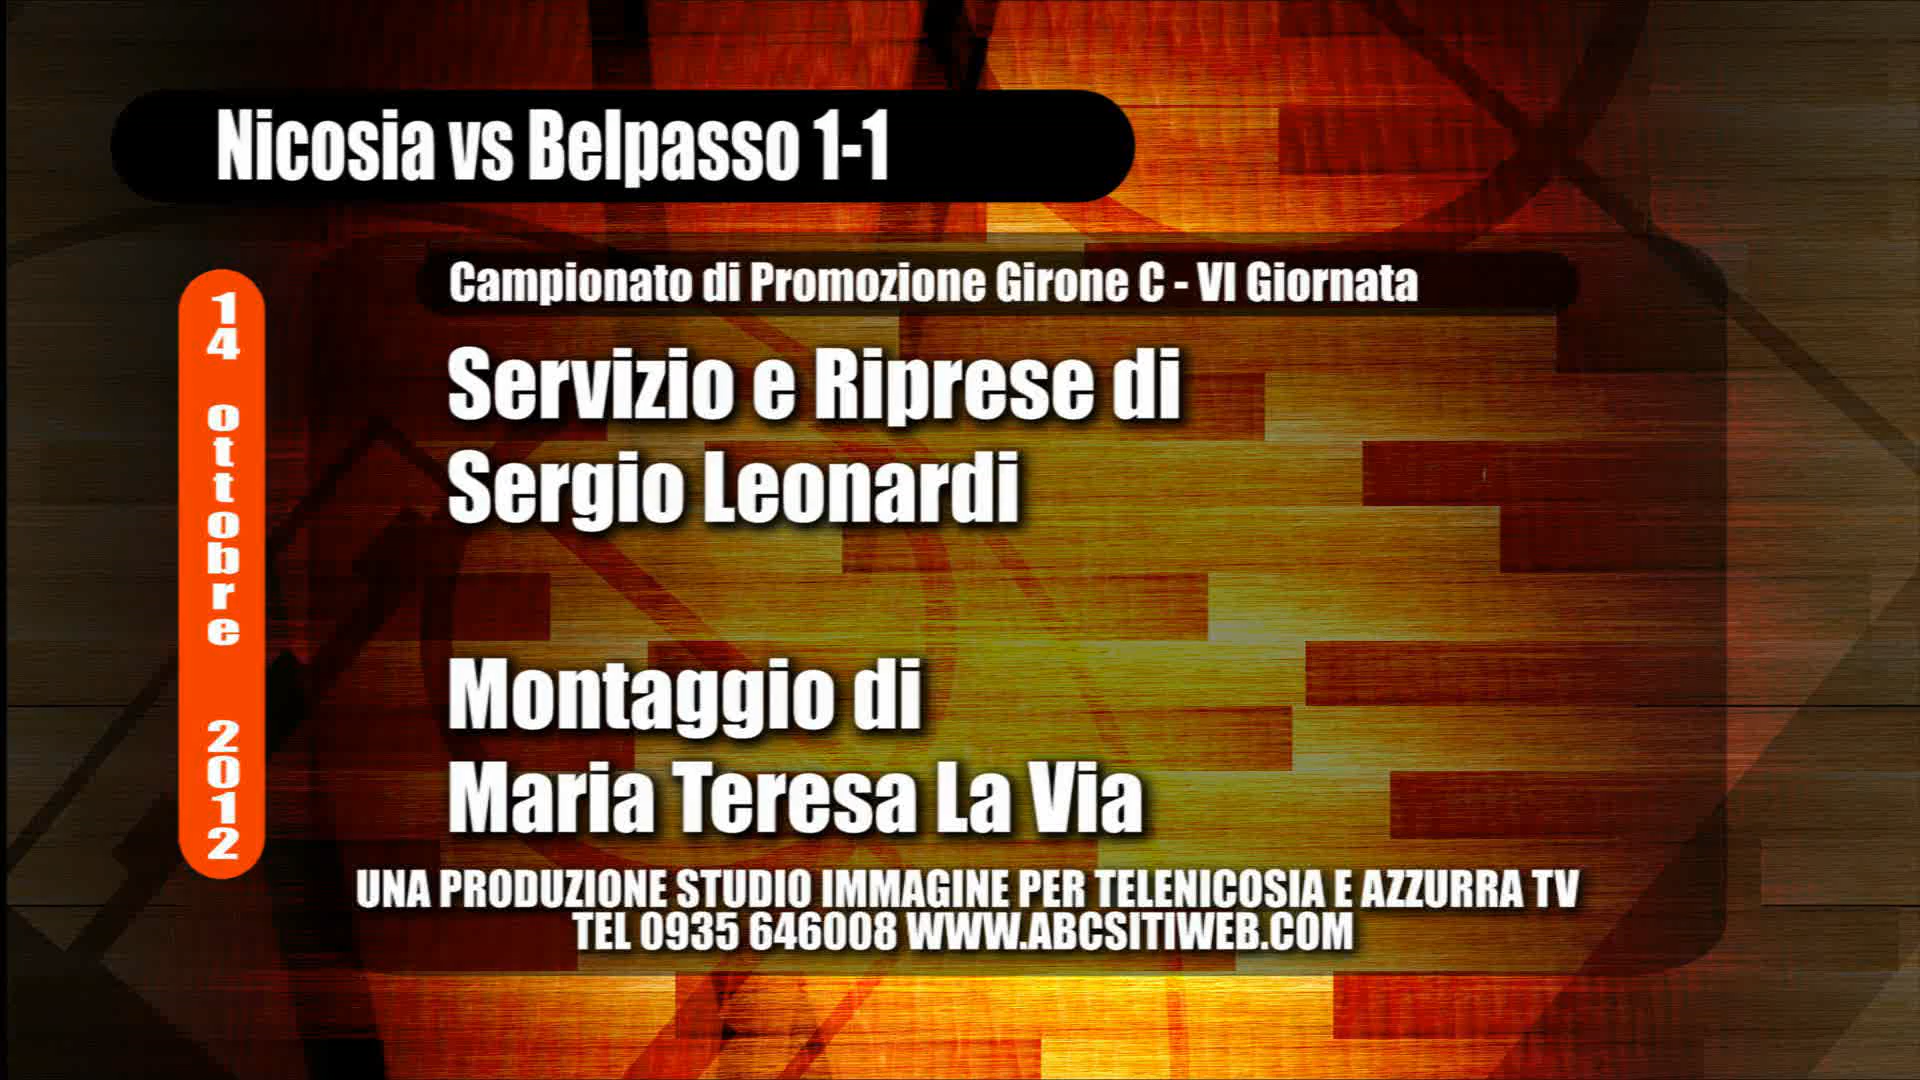 Nicosia vs Belpasso 1-1
Campionato di Promozione Girone C - VI Giornata
14 ottobre 2012
Servizio e Riprese di
Sergio Leonardi
Montaggio di
Maria Teresa La Via
UNA PRODUZIONE STUDIO IMMAGINE PER TELENICOSIA E AZZURRA TV
TEL 0935 646008 WWW.ABCSITIWEB.COM